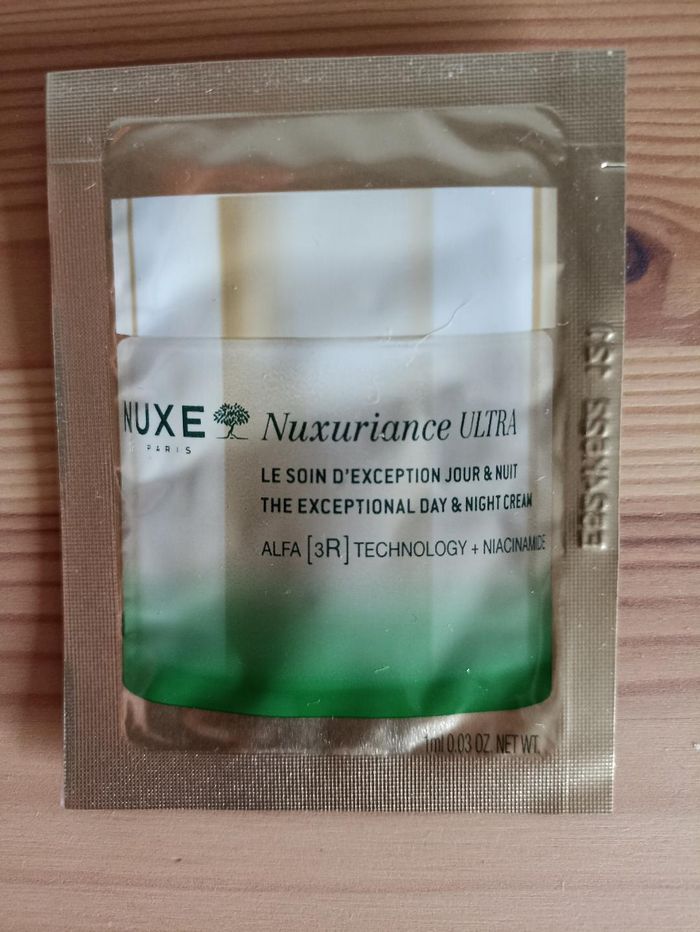 NUXE
PARIS
Nuxuriance ULTRA
LE SOIN D'EXCEPTION JOUR & NUIT
THE EXCEPTIONAL DAY & NIGHT CREAM
ALFA [3R] TECHNOLOGY + NIACINAMIDE
1ml 0.03 OZ. NET WT.